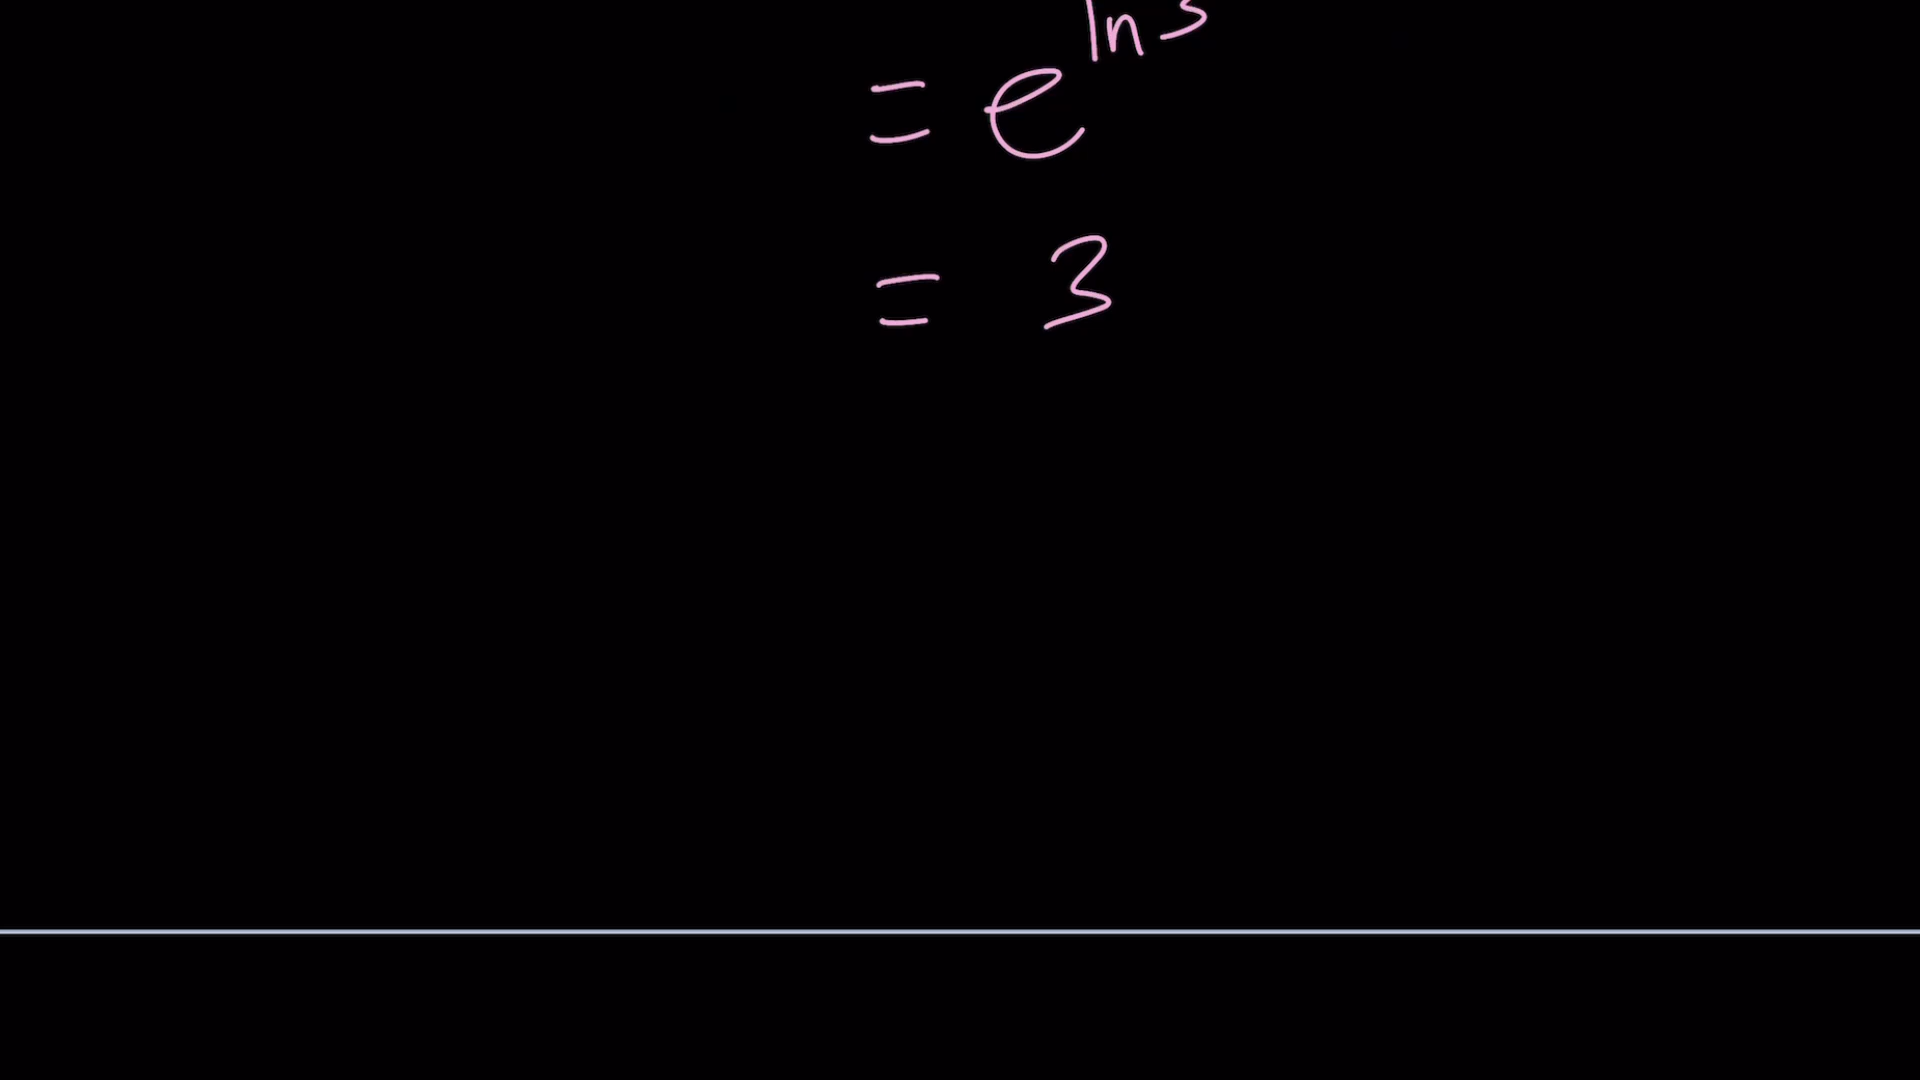 = e^ln 3
= 3